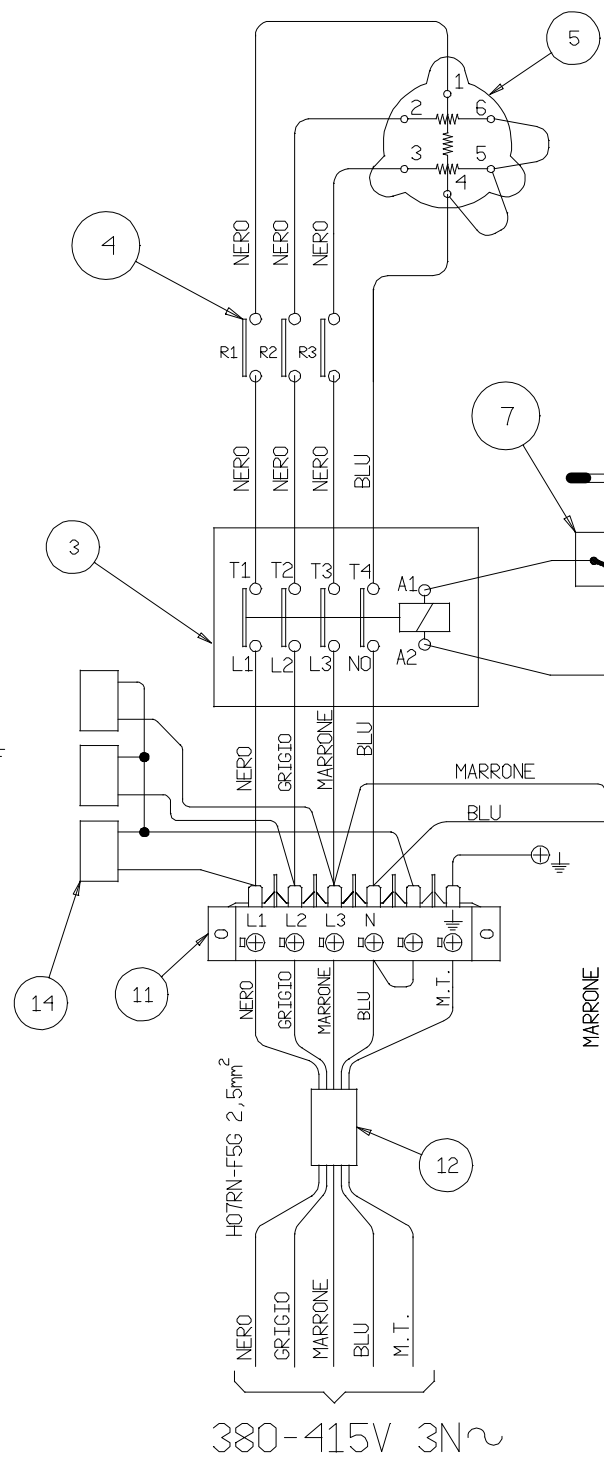 5
1
2 6
3 5
4
4
NERO NERO NERO
R1 R2 R3
7
NERO NERO NERO BLU
3
T1 T2 T3 T4 A1
L1 L2 L3 NO A2
NERO GRIGIO MARRONE BLU
MARRONE
BLU
L1 L2 L3 N
14
11
NERO GRIGIO MARRONE BLU M.T.
MARRONE
H07RN-F5G 2,5mm²
12
NERO GRIGIO MARRONE BLU M.T.
380-415V 3N~